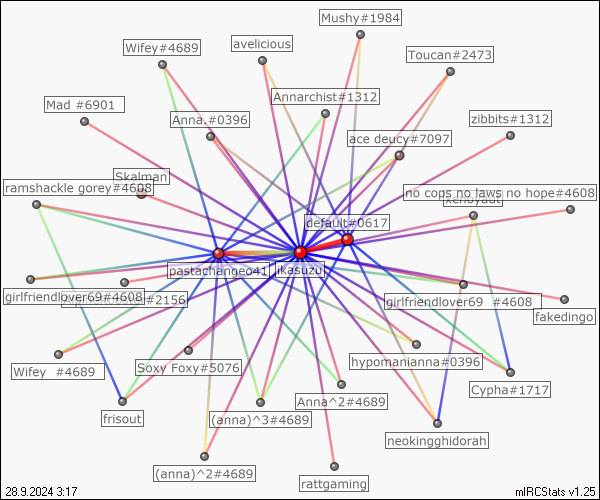 Mushy#1984
Wifey#4689
avelicious
Toucan#2473
Annarchist#1312
Mad #6901
Anna.#0396
zibbits#1312
ace deucy#7097
Skalman
ramshackle gorey#4608
no cops no laws no hope#4608
xenoyaut
default#0617
pastachangeo41
ikasuzu
girlfriendlover69#4608
#2156
girlfriendlover69 #4608
fakedingo
Wifey #4689
Soxy Foxy#5076
hypomanianna#0396
Cypha#1717
frisout
(anna)^3#4689
Anna^2#4689
neokingghidorah
(anna)^2#4689
rattgaming
28.9.2024 3:17
mIRCStats v1.25